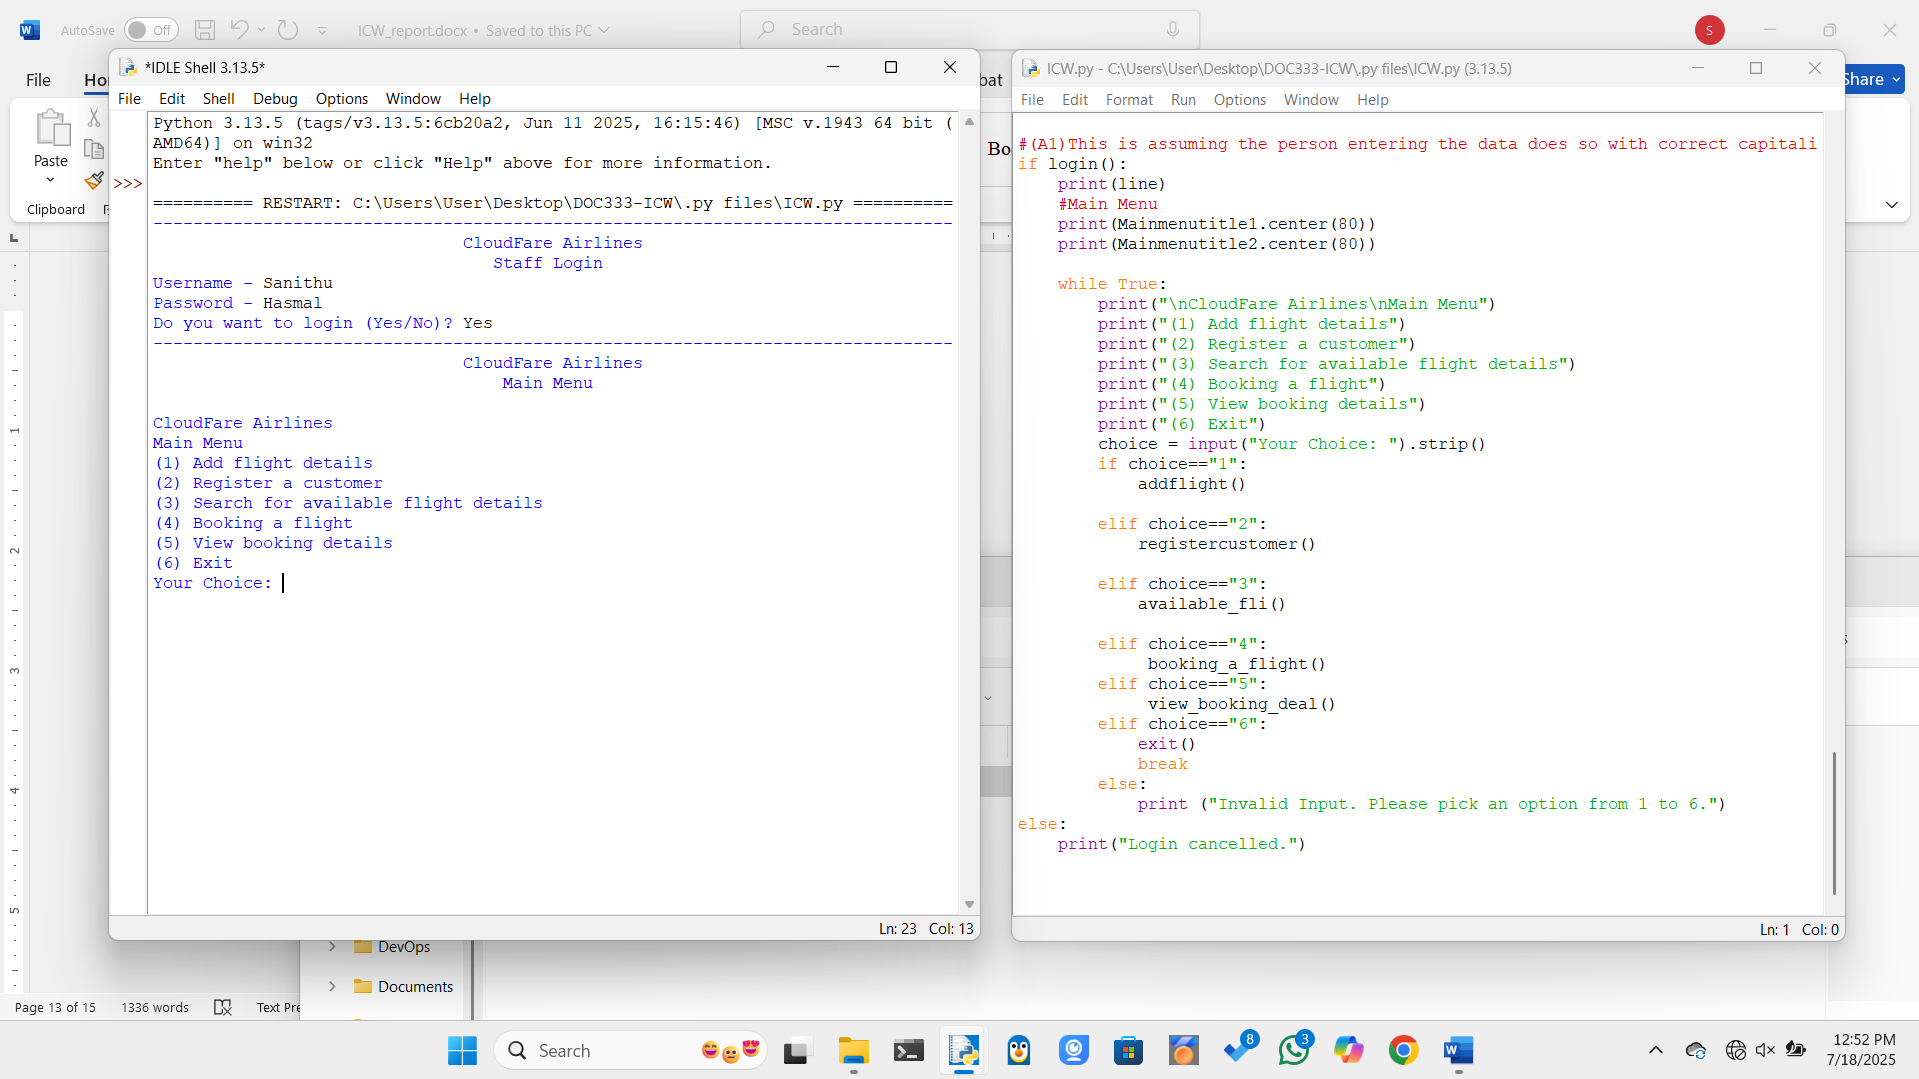 AutoSave
Off
ICW_report.docx • Saved to this PC
Search
S
File
Share
Paste
Clipboard
*IDLE Shell 3.13.5*
File Edit Shell Debug Options Window Help
Python 3.13.5 (tags/v3.13.5:6cb20a2, Jun 11 2025, 16:15:46) [MSC v.1943 64 bit (
AMD64)] on win32
Enter "help" below or click "Help" above for more information.
>>>
========== RESTART: C:\Users\User\Desktop\DOC333-ICW\.py files\ICW.py ==========
--------------------------------------------------------------------------------
CloudFare Airlines
Staff Login
Username - Sanithu
Password - Hasmal
Do you want to login (Yes/No)? Yes
--------------------------------------------------------------------------------
CloudFare Airlines
Main Menu
CloudFare Airlines
Main Menu
(1) Add flight details
(2) Register a customer
(3) Search for available flight details
(4) Booking a flight
(5) View booking details
(6) Exit
Your Choice:
Ln: 23 Col: 13
ICW.py - C:\Users\User\Desktop\DOC333-ICW\.py files\ICW.py (3.13.5)
File Edit Format Run Options Window Help
#(A1)This is assuming the person entering the data does so with correct capitali
if login():
    print(line)
    #Main Menu
    print(Mainmenutitle1.center(80))
    print(Mainmenutitle2.center(80))
    while True:
        print("\nCloudFare Airlines\nMain Menu")
        print("(1) Add flight details")
        print("(2) Register a customer")
        print("(3) Search for available flight details")
        print("(4) Booking a flight")
        print("(5) View booking details")
        print("(6) Exit")
        choice = input("Your Choice: ").strip()
        if choice=="1":
            addflight()
        elif choice=="2":
            registercustomer()
        elif choice=="3":
            available_fli()
        elif choice=="4":
             booking_a_flight()
        elif choice=="5":
             view_booking_deal()
        elif choice=="6":
            exit()
            break
        else:
            print ("Invalid Input. Please pick an option from 1 to 6.")
else:
    print("Login cancelled.")
Ln: 1 Col: 0
1
2
3
4
5
DevOps
Documents
Page 13 of 15
1336 words
Text Pre
Search
8
3
12:52 PM
7/18/2025